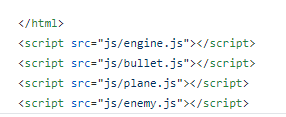 </html>
<script src="js/engine.js"></script>
<script src="js/bullet.js"></script>
<script src="js/plane.js"></script>
<script src="js/enemy.js"></script>